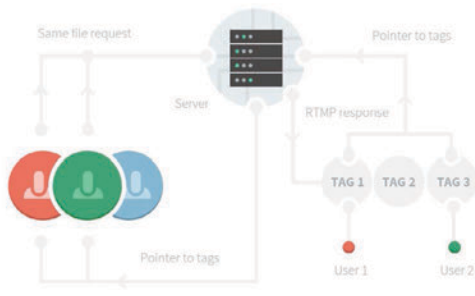 Same file request
Pointer to tags
Server
RTMP response
TAG 1
TAG 2
TAG 3
Pointer to tags
User 1
User 2